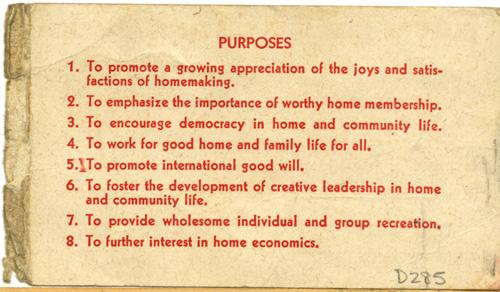 PURPOSES
1. To promote a growing appreciation of the joys and satis-
factions of homemaking.
2. To emphasize the importance of worthy home membership.
3. To encourage democracy in home and community life.
4. To work for good home and family life for all.
5. To promote international good will.
6. To foster the development of creative leadership in home
and community life.
7. To provide wholesome individual and group recreation.
8. To further interest in home economics.
D285